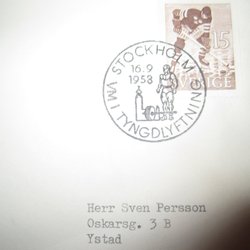 STOCKHOLM
16.9
1958
VM I TYNGDLYFTNING
15
SVERIGE
Herr Sven Persson
Oskarsg. 3 B
Ystad